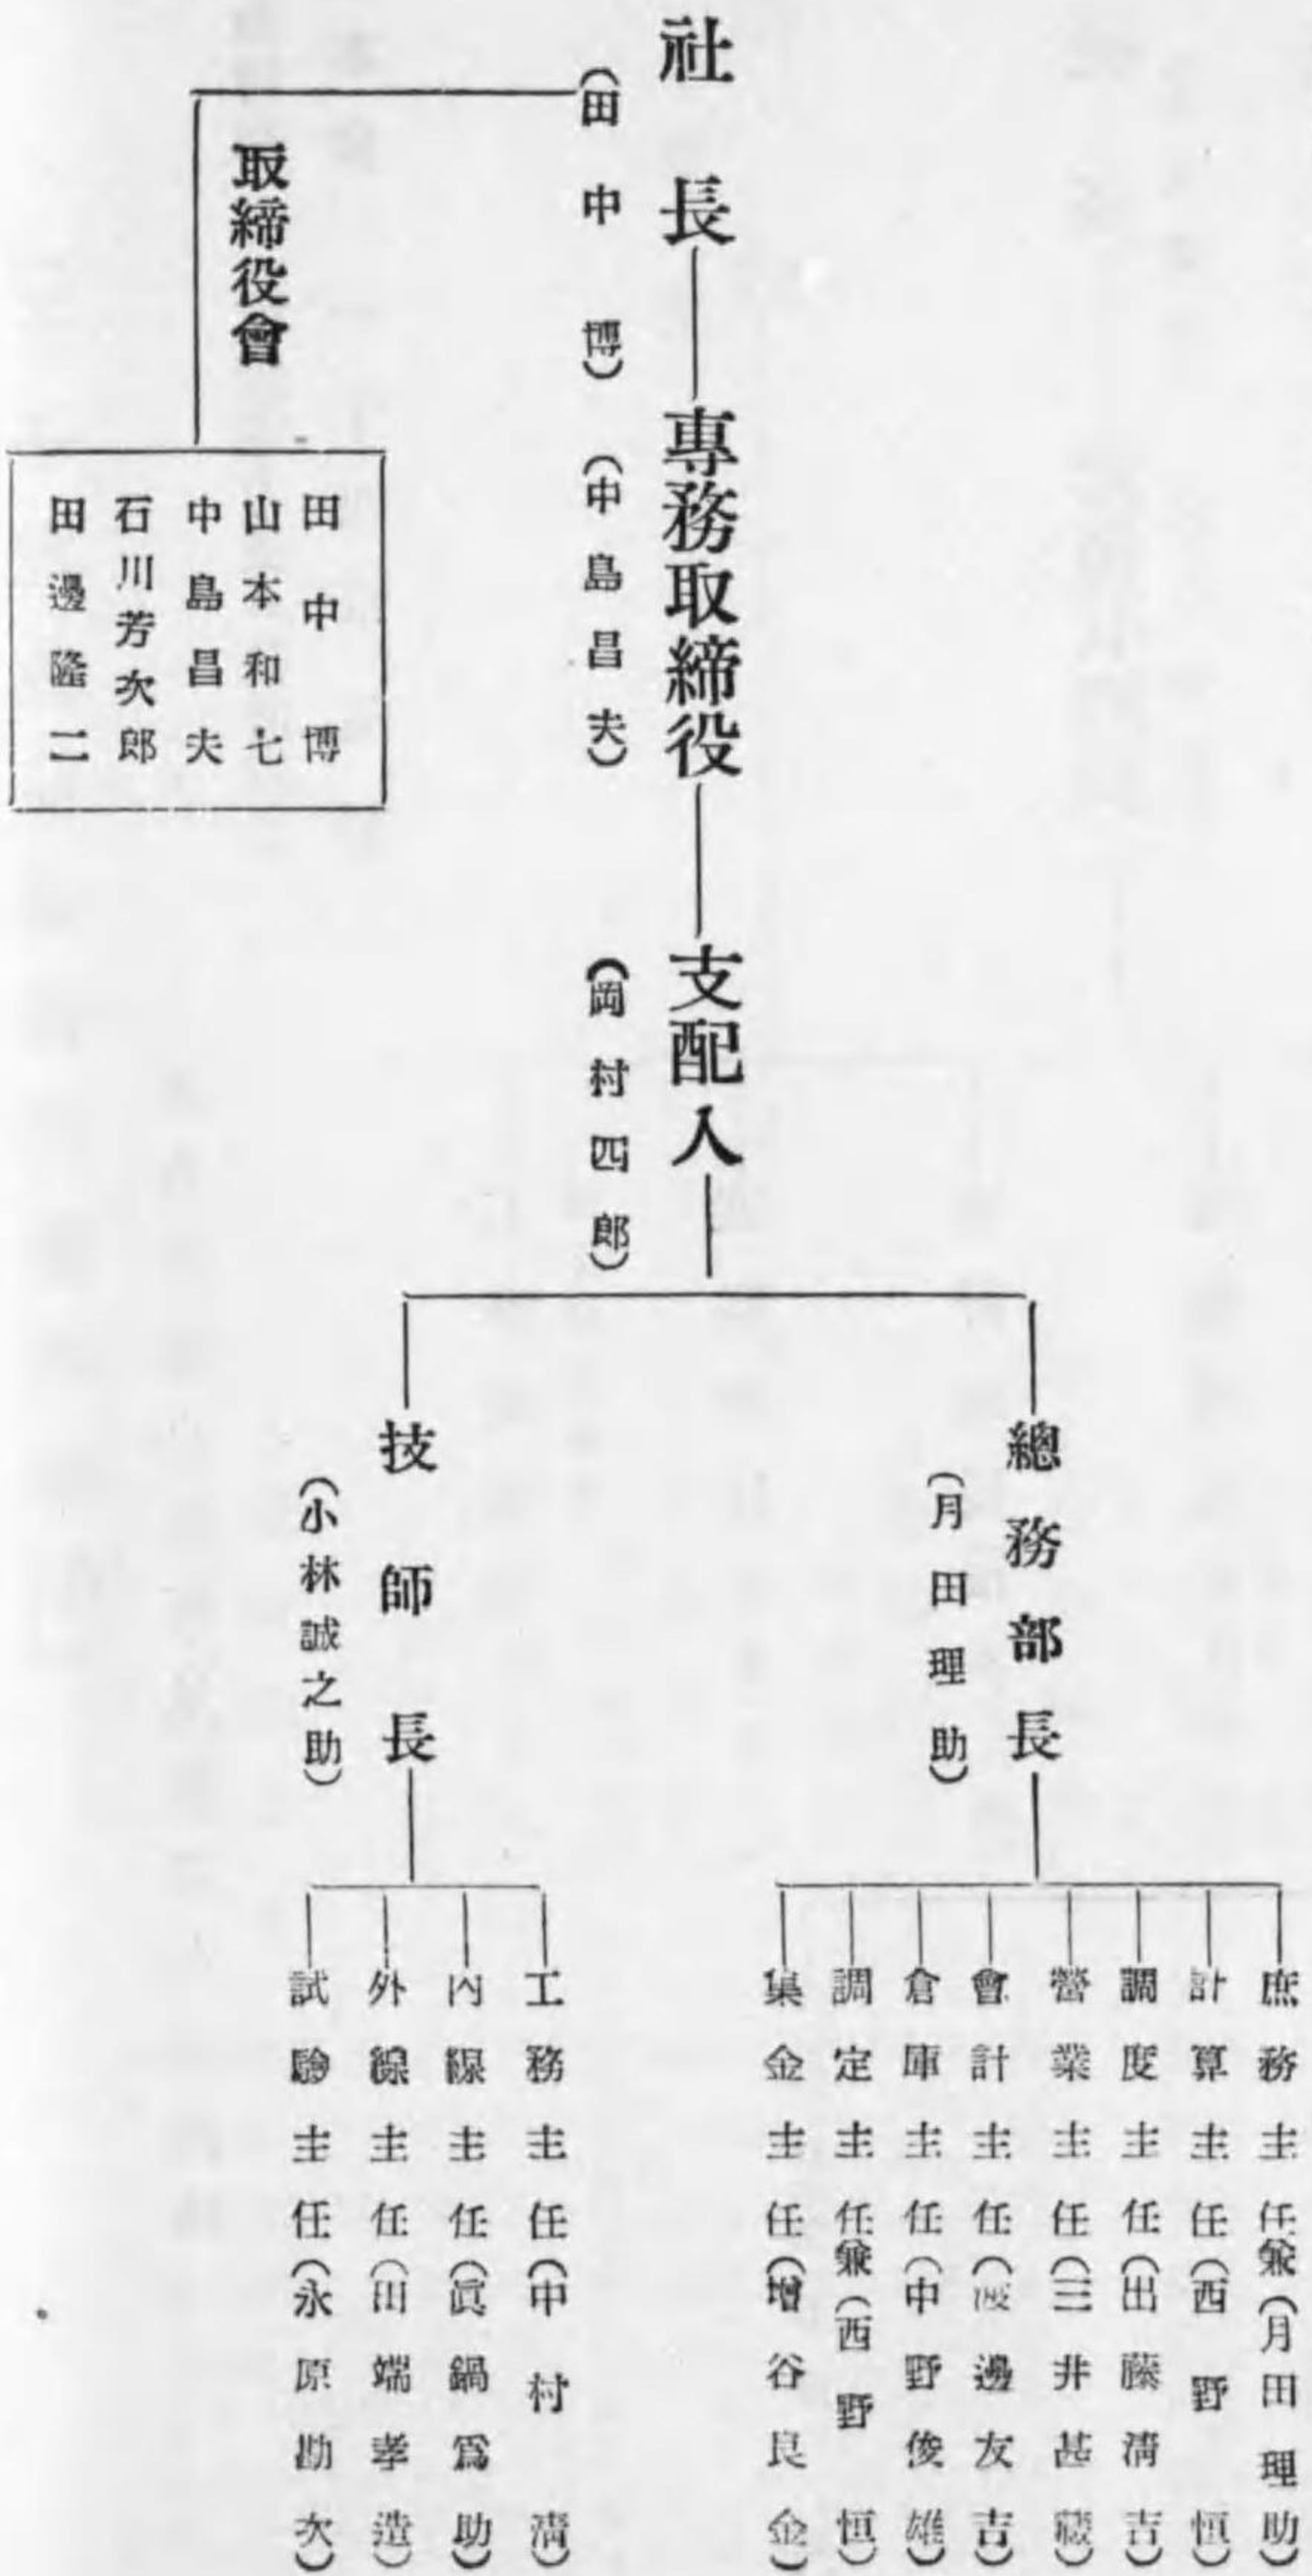 社長
(田中博)
專務取締役
(中島昌夫)
支配人
(岡村四郎)
取締役會
田中博
山本和七
中島昌夫
石川芳次郎
田邊隆二
總務部長
(月田理助)
庶務主任兼(月田理助)
計算主任(西野恒)
調度主任(出藤淸吉)
營業主任(三井甚藏)
會計主任(渡邊友吉)
倉庫主任(中野俊雄)
調定主任兼(西野恒)
集金主任(增谷良金)
技師長
(小林誠之助)
工務主任(中村淸)
內線主任(眞鍋爲助)
外線主任(田端孝造)
試驗主任(永原勘次)